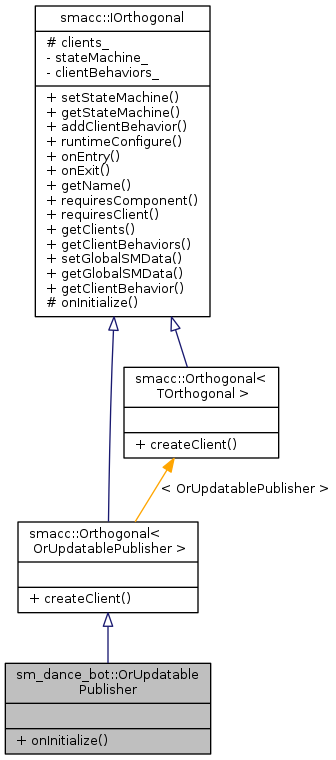 smacc::IOrthogonal
# clients_
- stateMachine_
- clientBehaviors_
+ setStateMachine()
+ getStateMachine()
+ addClientBehavior()
+ runtimeConfigure()
+ onEntry()
+ onExit()
+ getName()
+ requiresComponent()
+ requiresClient()
+ getClients()
+ getClientBehaviors()
+ setGlobalSMData()
+ getGlobalSMData()
+ getClientBehavior()
# onInitialize()
smacc::Orthogonal<
TOrthogonal >
+ createClient()
< OrUpdatablePublisher >
smacc::Orthogonal<
OrUpdatablePublisher >
+ createClient()
sm_dance_bot::OrUpdatable
Publisher
+ onInitialize()